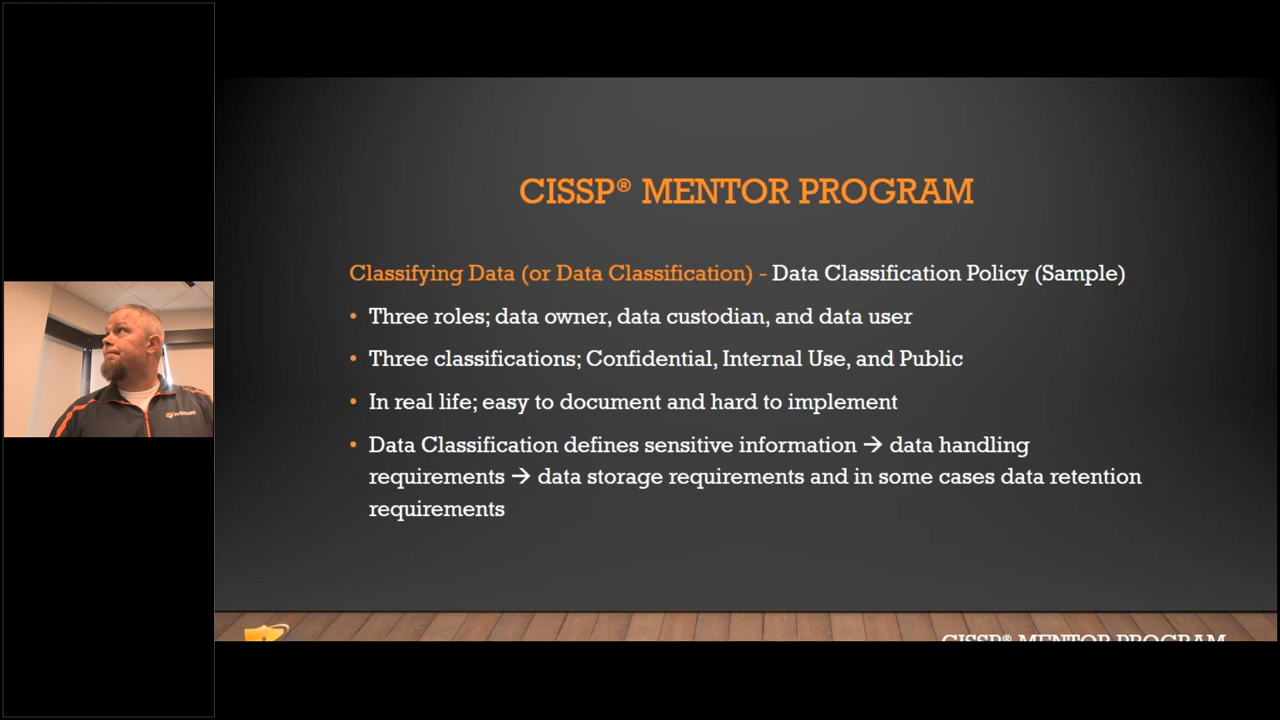 CISSP® MENTOR PROGRAM
Classifying Data (or Data Classification) - Data Classification Policy (Sample)
• Three roles; data owner, data custodian, and data user
• Three classifications; Confidential, Internal Use, and Public
• In real life; easy to document and hard to implement
• Data Classification defines sensitive information → data handling
requirements → data storage requirements and in some cases data retention
requirements
CISSP® MENTOR PROGRAM